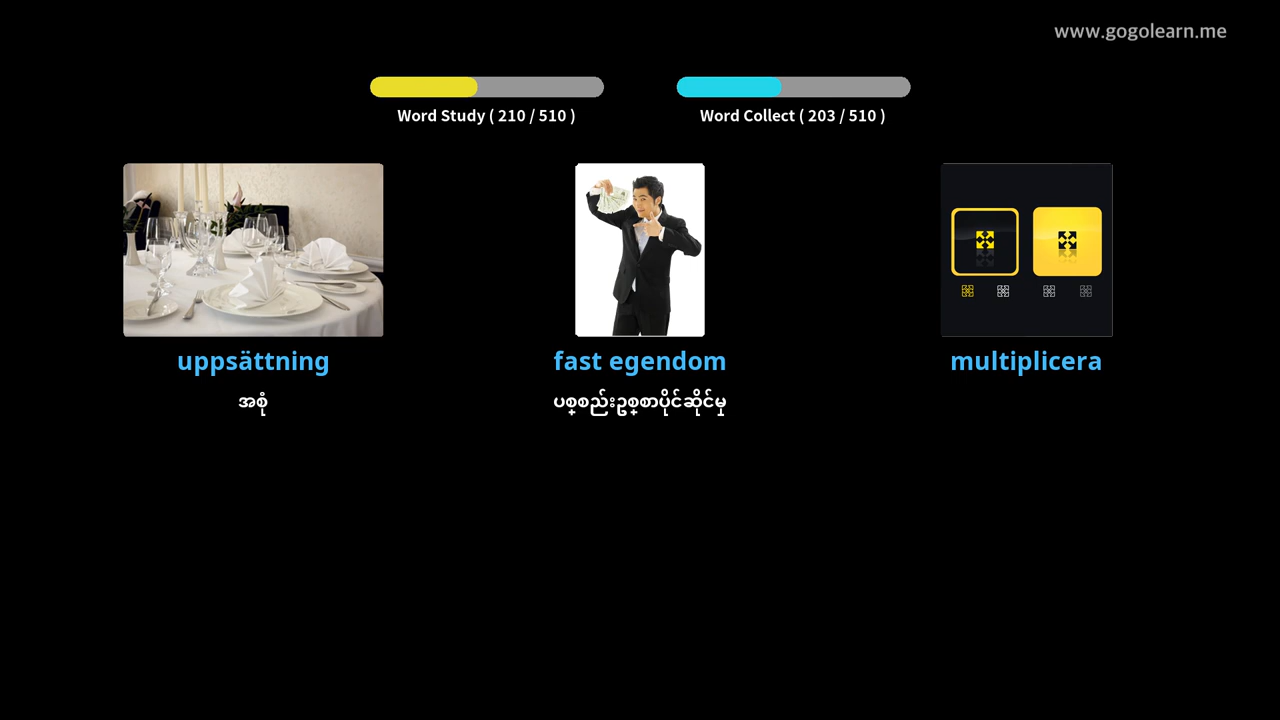 www.gogolearn.me
Word Study ( 210 / 510 )
Word Collect ( 203 / 510 )
uppsättning
fast egendom
multiplicera
အစုံ
ပစ္စည်းဥစ္စာပိုင်ဆိုင်မှ